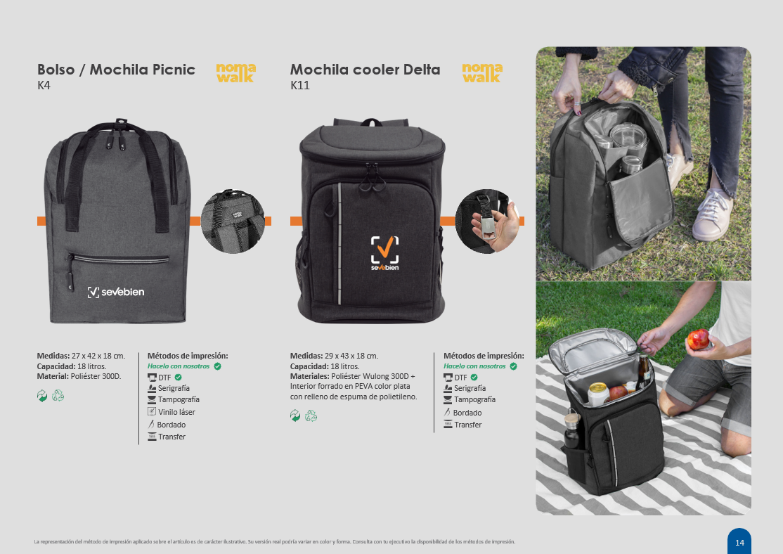 Bolso / Mochila Picnic
K4
noma
walk
sevebien
Medidas: 27 x 42 x 18 cm.
Capacidad: 18 litros.
Material: Poliéster 300D.
Métodos de impresión:
Hacelo con nosotros
DTF
Serigrafía
Tampografía
Vinilo láser
Bordado
Transfer
Mochila cooler Delta
K11
noma
walk
sevebien
Medidas: 29 x 43 x 18 cm.
Capacidad: 18 litros.
Materiales: Poliéster Wulong 300D +
Interior forrado en PEVA color plata
con relleno de espuma de polietileno.
Métodos de impresión:
Hacelo con nosotros
DTF
Serigrafía
Tampografía
Bordado
Transfer
La representación del método de impresión aplicado sobre el artículo es de carácter ilustrativo. Su versión real podría variar en color y forma. Consulta con tu ejecutivo la disponibilidad de los métodos de impresión.
14